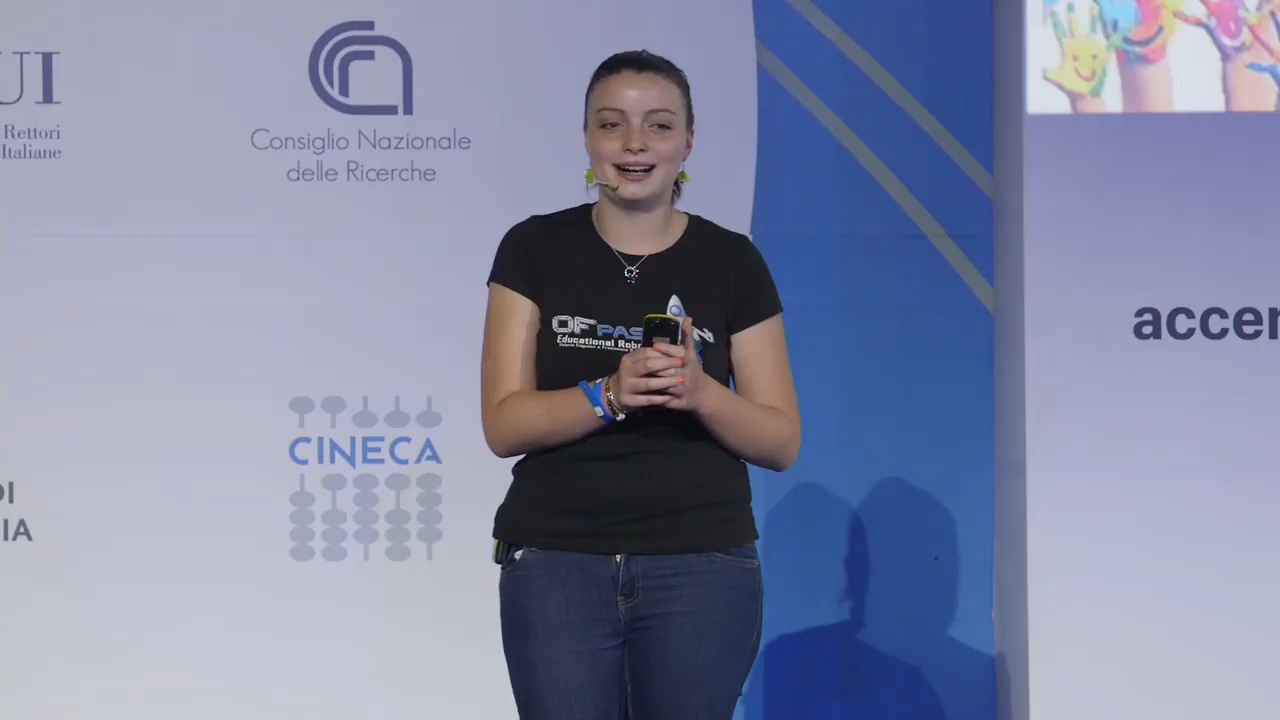 UI
Rettori
Italiane
Consiglio Nazionale
delle Ricerche
accen
OF PAS
Educational Robo
CINECA
DI
IA